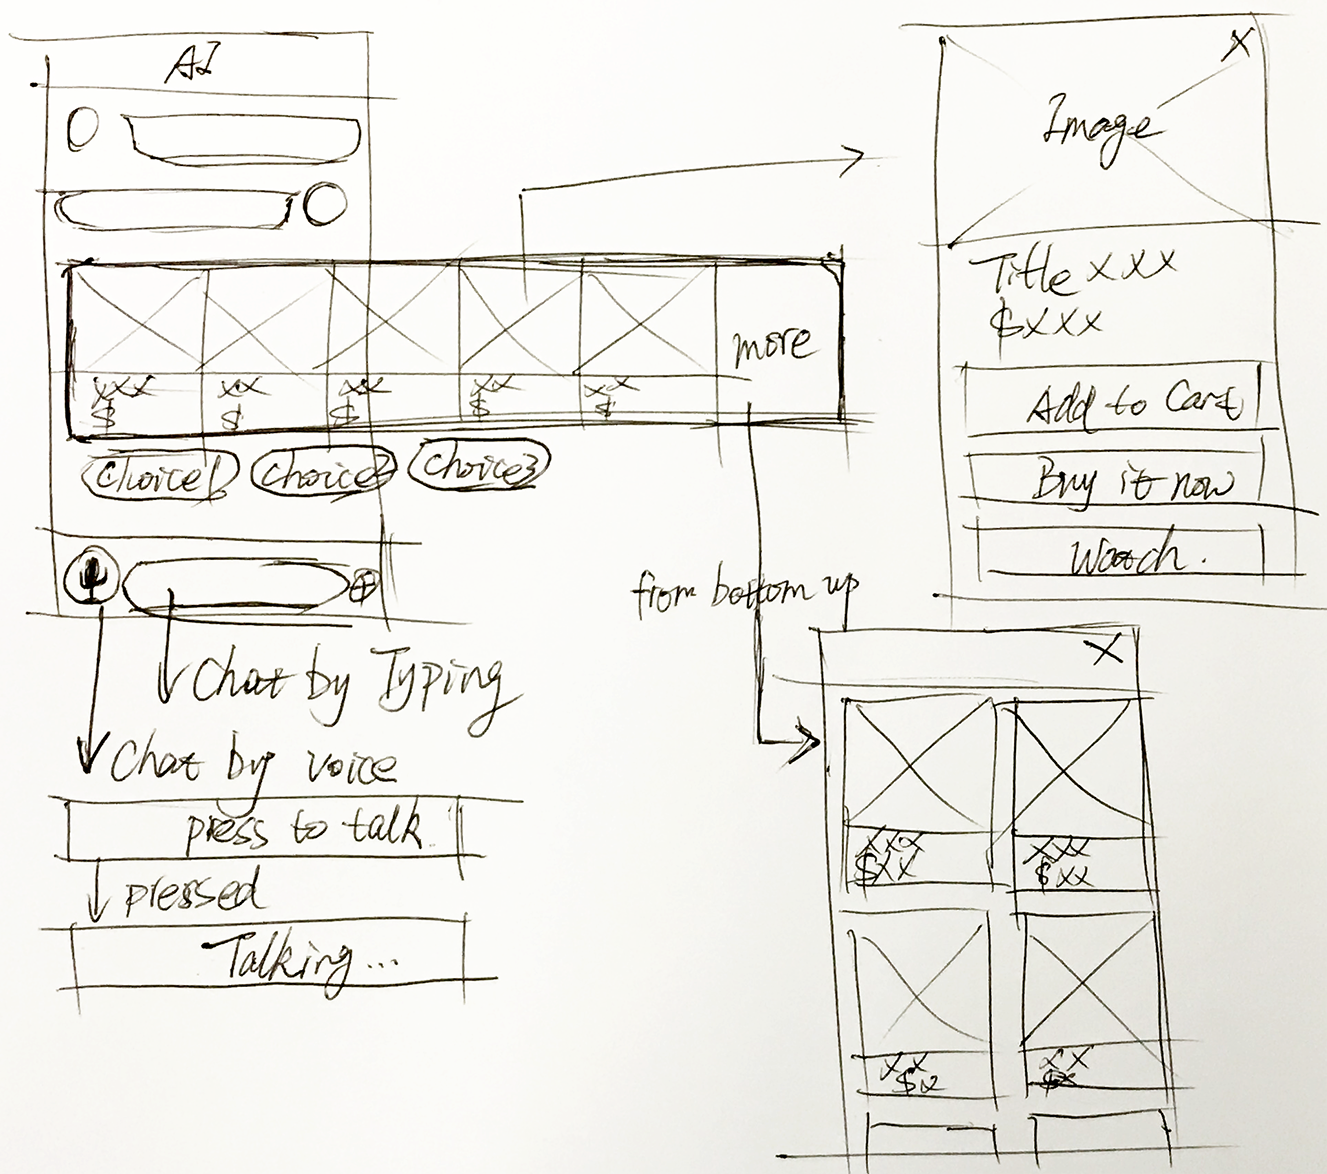 AI
xxx
$
xx
$
xx
$
xx
$
xx
$
more
choice1
choice2
choice3
Chat by Typing
Chat by voice
press to talk
pressed
Talking...
from bottom up
X
Image
Title xxx
$xxx
Add to Cart
Buy it now
Watch.
X
xxx
$xx
xxx
$xx
xx
$x
xx
$x